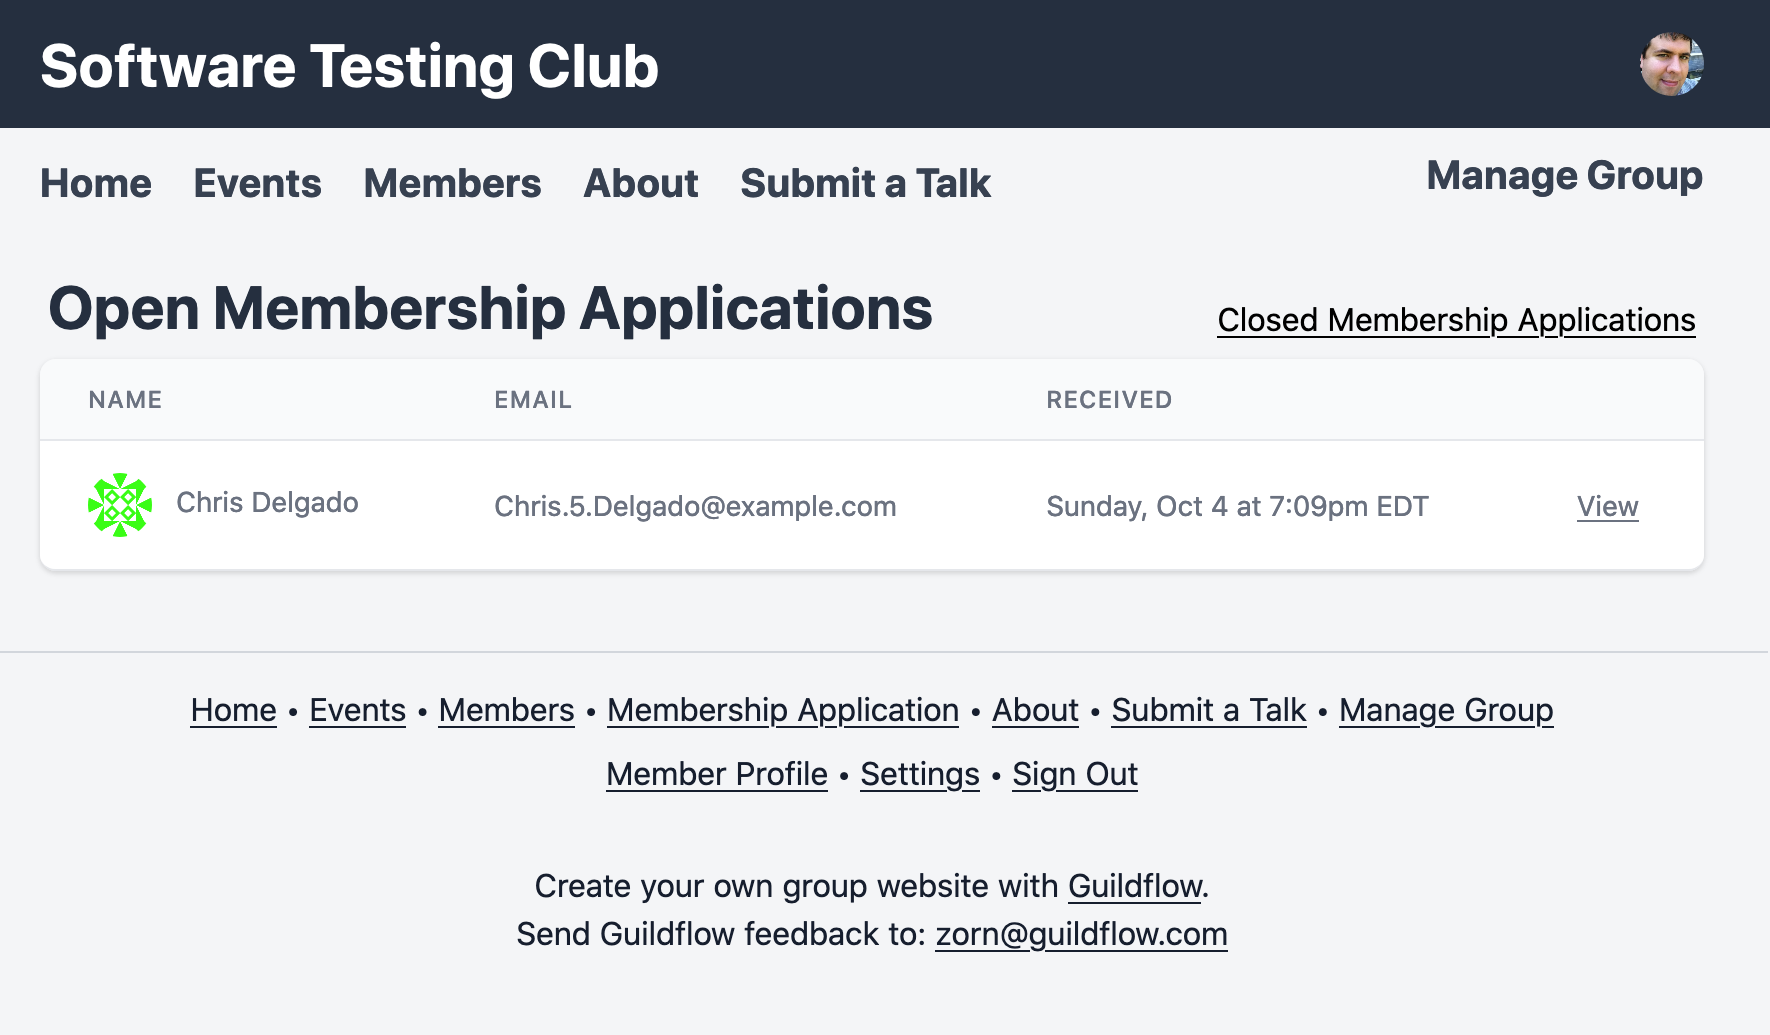 Software Testing Club
Home Events Members About Submit a Talk Manage Group
Open Membership Applications Closed Membership Applications
NAME EMAIL RECEIVED
Chris Delgado Chris.5.Delgado@example.com Sunday, Oct 4 at 7:09pm EDT View
Home • Events • Members • Membership Application • About • Submit a Talk • Manage Group
Member Profile • Settings • Sign Out
Create your own group website with Guildflow.
Send Guildflow feedback to: zorn@guildflow.com